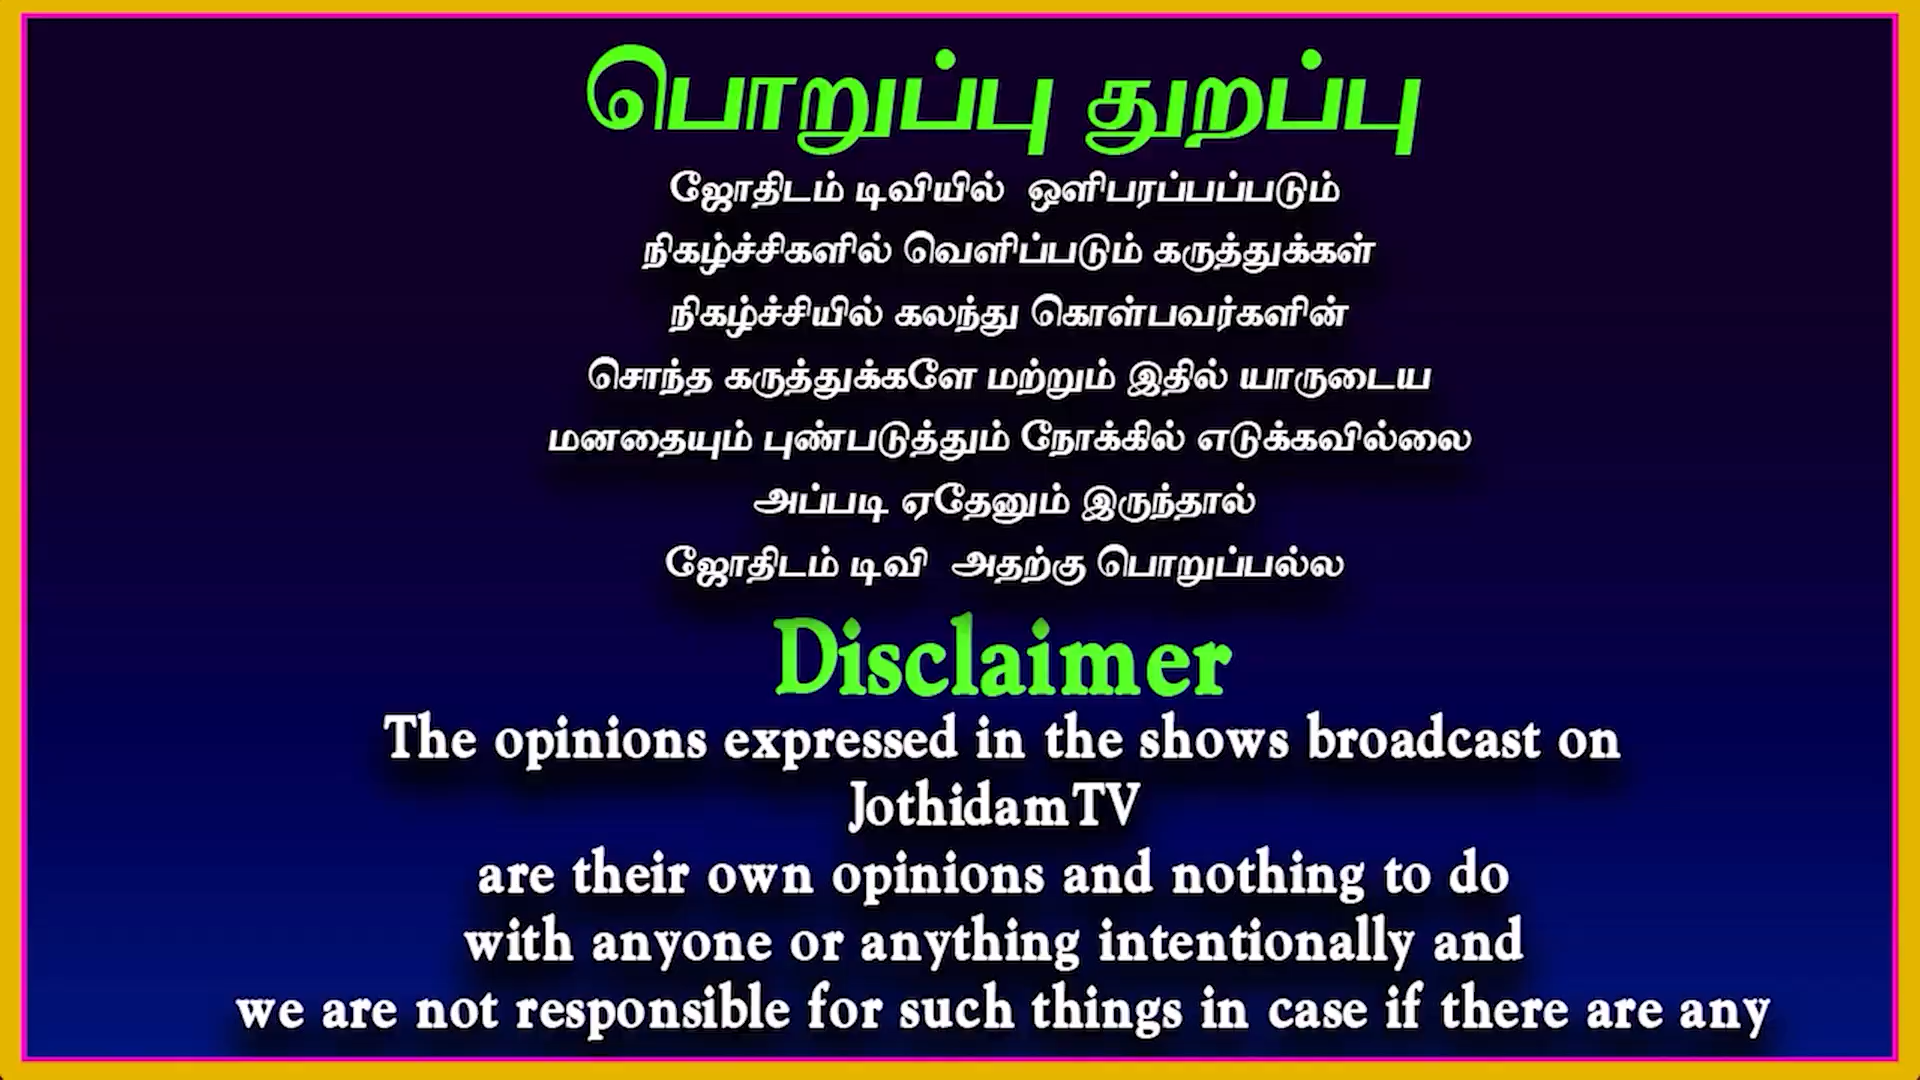 பொறுப்பு துறப்பு
ஜோதிடம் டிவியில் ஒளிபரப்பப்படும்
நிகழ்ச்சிகளில் வெளிப்படும் கருத்துக்கள்
நிகழ்ச்சியில் கலந்து கொள்பவர்களின்
சொந்த கருத்துக்களே மற்றும் இதில் யாருடைய
மனதையும் புண்படுத்தும் நோக்கில் எடுக்கவில்லை
அப்படி ஏதேனும் இருந்தால்
ஜோதிடம் டிவி அதற்கு பொறுப்பல்ல
Disclaimer
The opinions expressed in the shows broadcast on
JothidamTV
are their own opinions and nothing to do
with anyone or anything intentionally and
we are not responsible for such things in case if there are any